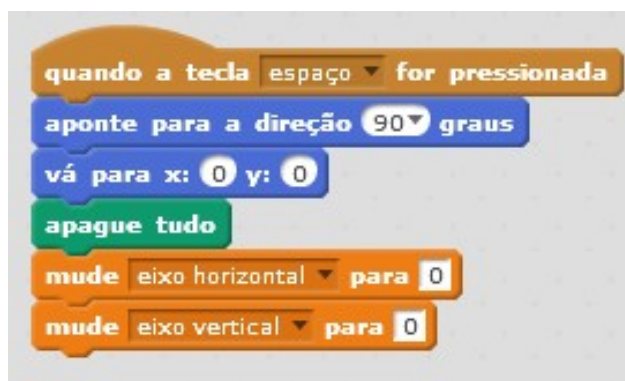 quando a tecla espaço for pressionada
aponte para a direção 90 graus
vá para x: 0 y: 0
apague tudo
mude eixo horizontal para 0
mude eixo vertical para 0